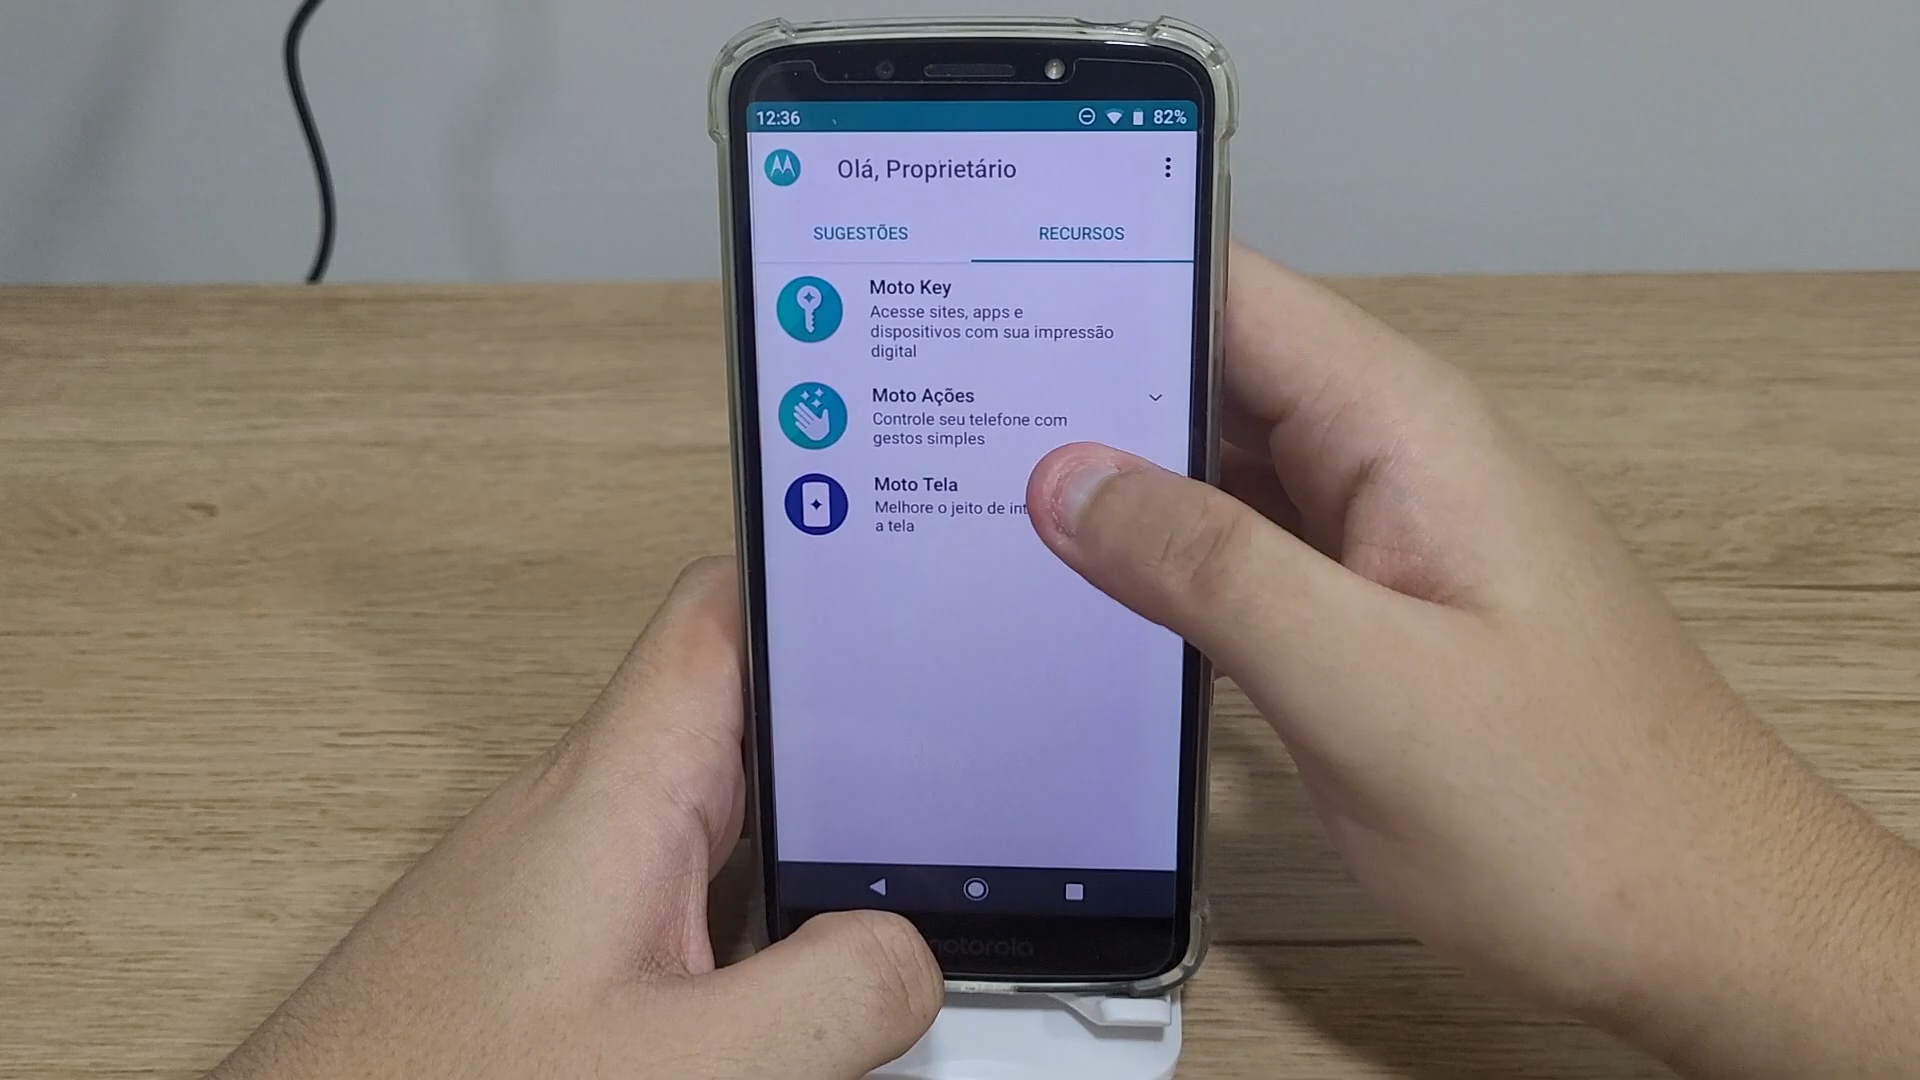 12:36
82%
Olá, Proprietário
SUGESTÕES
RECURSOS
Moto Key
Acesse sites, apps e
dispositivos com sua impressão
digital
Moto Ações
Controle seu telefone com
gestos simples
Moto Tela
Melhore o jeito de
a tela
motorola